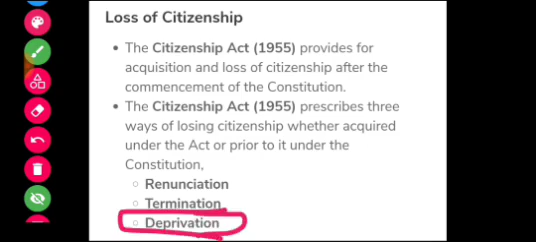 Loss of Citizenship
• The Citizenship Act (1955) provides for
acquisition and loss of citizenship after the
commencement of the Constitution.
• The Citizenship Act (1955) prescribes three
ways of losing citizenship whether acquired
under the Act or prior to it under the
Constitution,
○ Renunciation
○ Termination
○ Deprivation